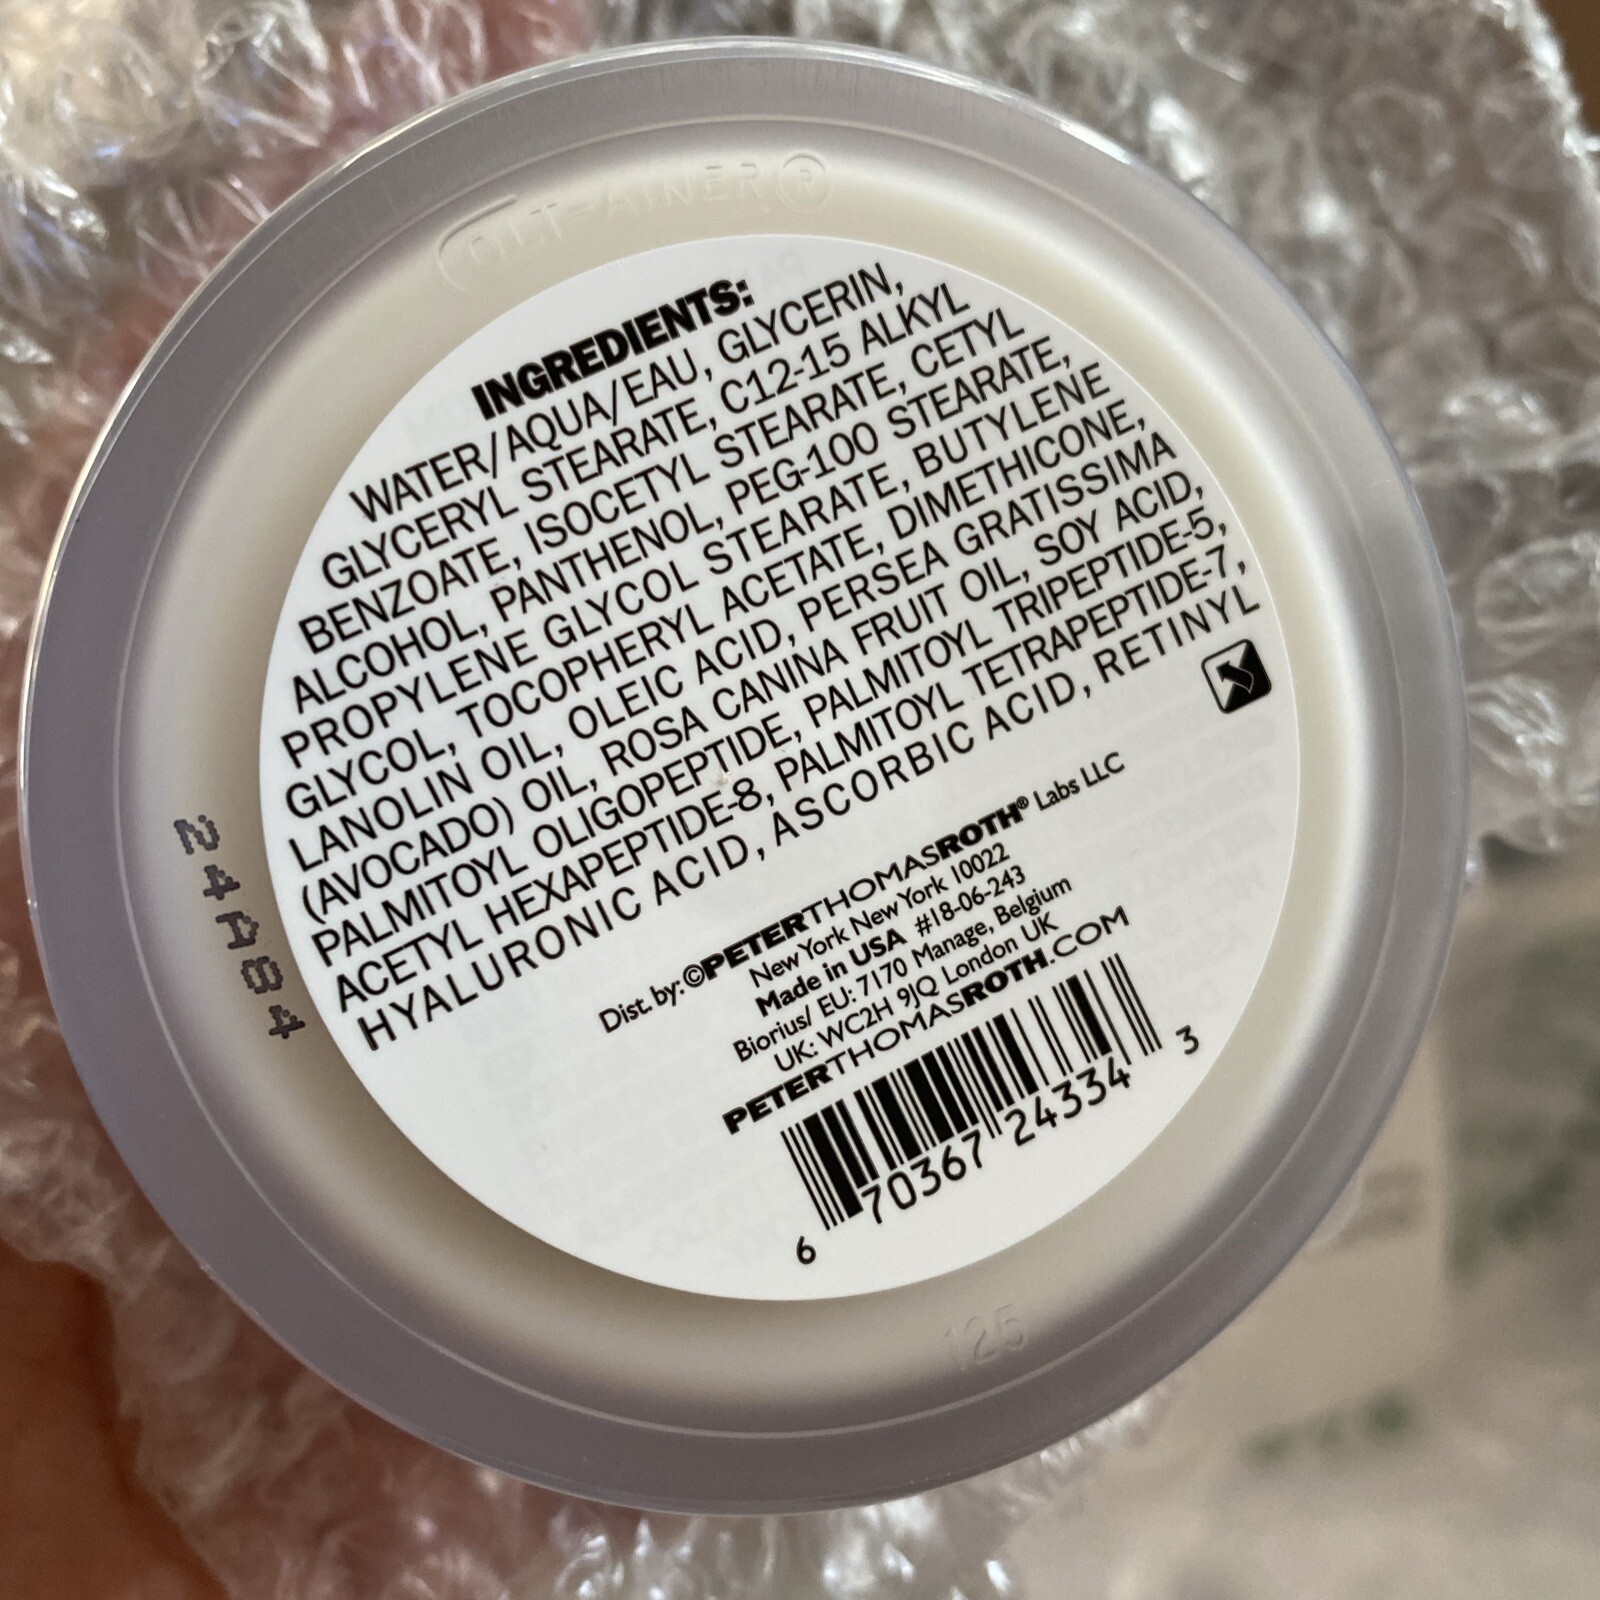 INGREDIENTS:
WATER/AQUA/EAU, GLYCERIN,
GLYCERYL STEARATE, C12-15 ALKYL
BENZOATE, ISOCETYL STEARATE, CETYL
ALCOHOL, PANTHENOL, PEG-100 STEARATE,
PROPYLENE GLYCOL STEARATE, BUTYLENE
GLYCOL, TOCOPHERYL ACETATE, DIMETHICONE,
LANOLIN OIL, OLEIC ACID, PERSEA GRATISSIMA
(AVOCADO) OIL, ROSA CANINA FRUIT OIL, SOY ACID,
PALMITOYL OLIGOPEPTIDE, PALMITOYL TRIPEPTIDE-5,
ACETYL HEXAPEPTIDE-8, PALMITOYL TETRAPEPTIDE-7,
HYALURONIC ACID, ASCORBIC ACID, RETINYL
Dist. by: ©PETERTHOMASROTH® Labs LLC
New York New York 10022
Made in USA #18-06-243
Biorius/ EU: 7170 Manage, Belgium
UK: WC2H 9JQ London UK
PETERTHOMASROTH.COM
6 70367 24334 3
24A84
125